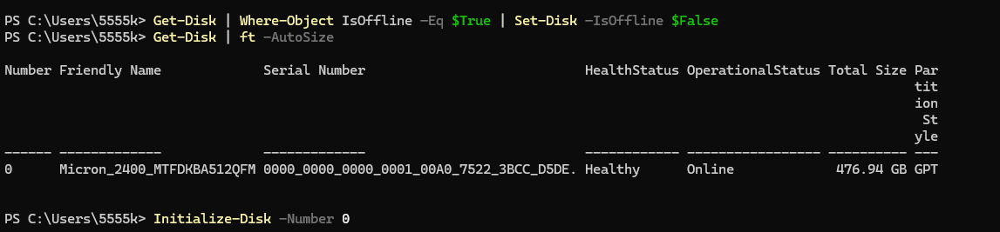 PS C:\Users\5555k> Get-Disk | Where-Object IsOffline -Eq $True | Set-Disk -IsOffline $False
PS C:\Users\5555k> Get-Disk | ft -AutoSize
Number Friendly Name Serial Number HealthStatus OperationalStatus Total Size Par
tit
ion
St
yle
------ ------------- ------------- ------------ ----------------- ---------- ---
0 Micron_2400_MTFDKBA512QFM 0000_0000_0000_0001_00A0_7522_3BCC_D5DE. Healthy Online 476.94 GB GPT
PS C:\Users\5555k> Initialize-Disk -Number 0